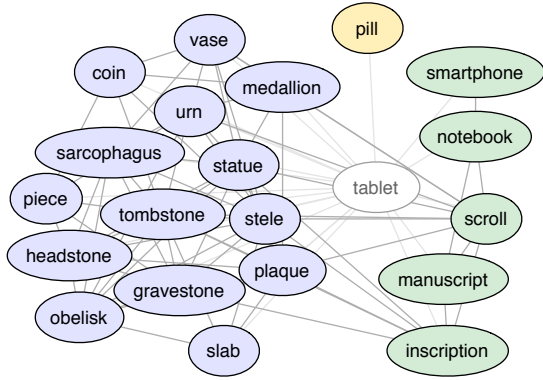 pill
vase
coin
medallion
smartphone
urn
notebook
sarcophagus
statue
tablet
piece
tombstone
stele
scroll
headstone
plaque
manuscript
gravestone
obelisk
slab
inscription